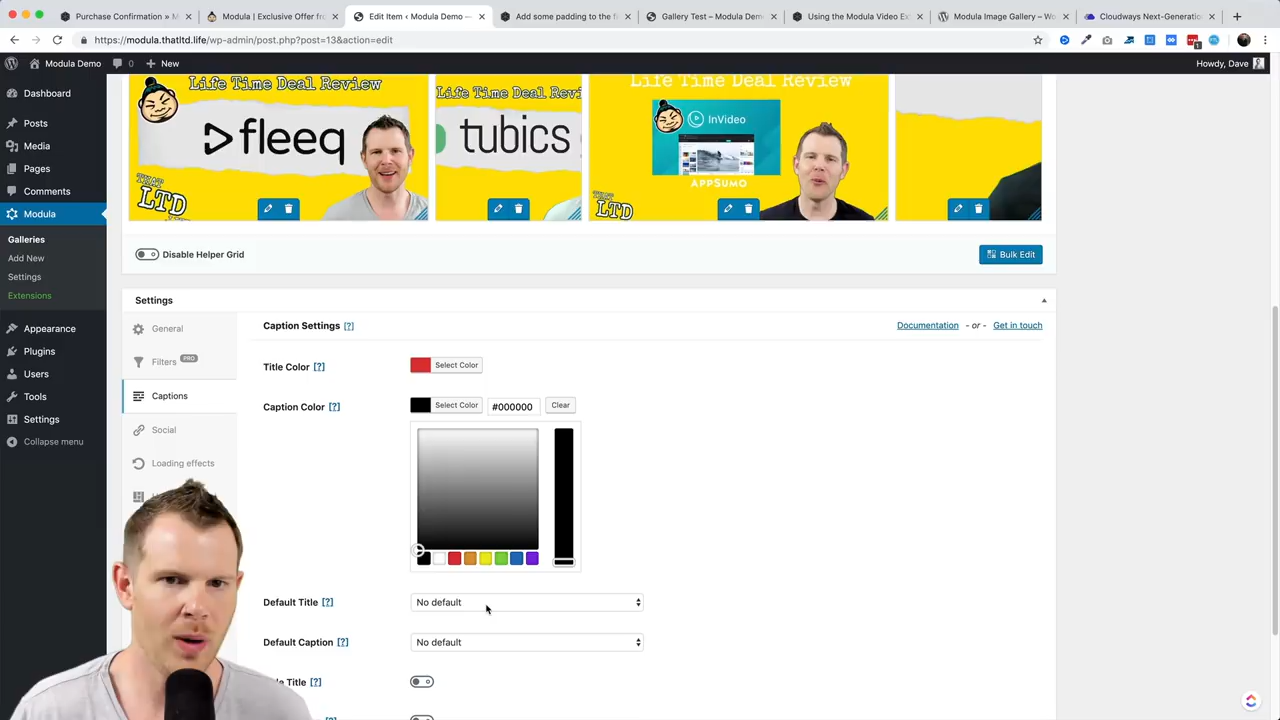 Purchase Confirmation » M
Modula | Exclusive Offer fro
Edit Item ‹ Modula Demo —
Add some padding to the fi
Gallery Test – Modula Dem
Using the Modula Video Ex
Modula Image Gallery – Wo
Cloudways Next-Generatio
https://modula.thatltd.life/wp-admin/post.php?post=13&action=edit
Modula Demo
0
New
Howdy, Dave
Dashboard
Posts
Media
Pages
Comments
Modula
Galleries
Add New
Settings
Extensions
Appearance
Plugins
Users
Tools
Settings
Collapse menu
Life Time Deal Review
fleeq
THAT
LTD
Life Time Deal Revi
tubics
Life Time Deal Review
InVideo
APPSUMO
THAT
LTD
Disable Helper Grid
Bulk Edit
Settings
General
Filters PRO
Captions
Social
Loading effects
Caption Settings [?]
Documentation - or - Get in touch
Title Color [?]
Select Color
Caption Color [?]
Select Color
#000000
Clear
Default Title [?]
No default
Default Caption [?]
No default
Title [?]